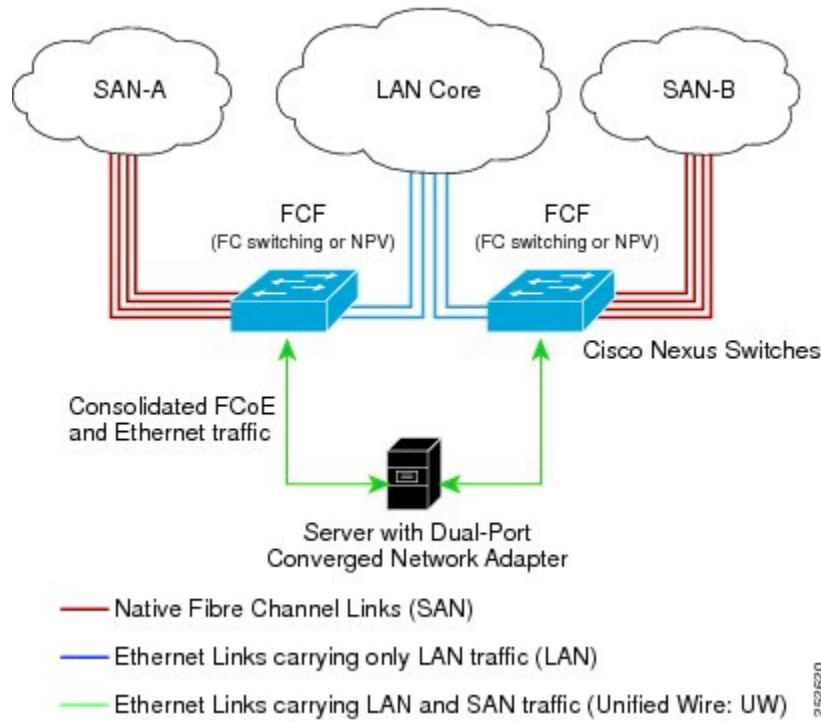 SAN-A
LAN Core
SAN-B
FCF
(FC switching or NPV)
FCF
(FC switching or NPV)
Cisco Nexus Switches
Consolidated FCoE
and Ethernet traffic
Server with Dual-Port
Converged Network Adapter
Native Fibre Channel Links (SAN)
Ethernet Links carrying only LAN traffic (LAN)
Ethernet Links carrying LAN and SAN traffic (Unified Wire: UW)